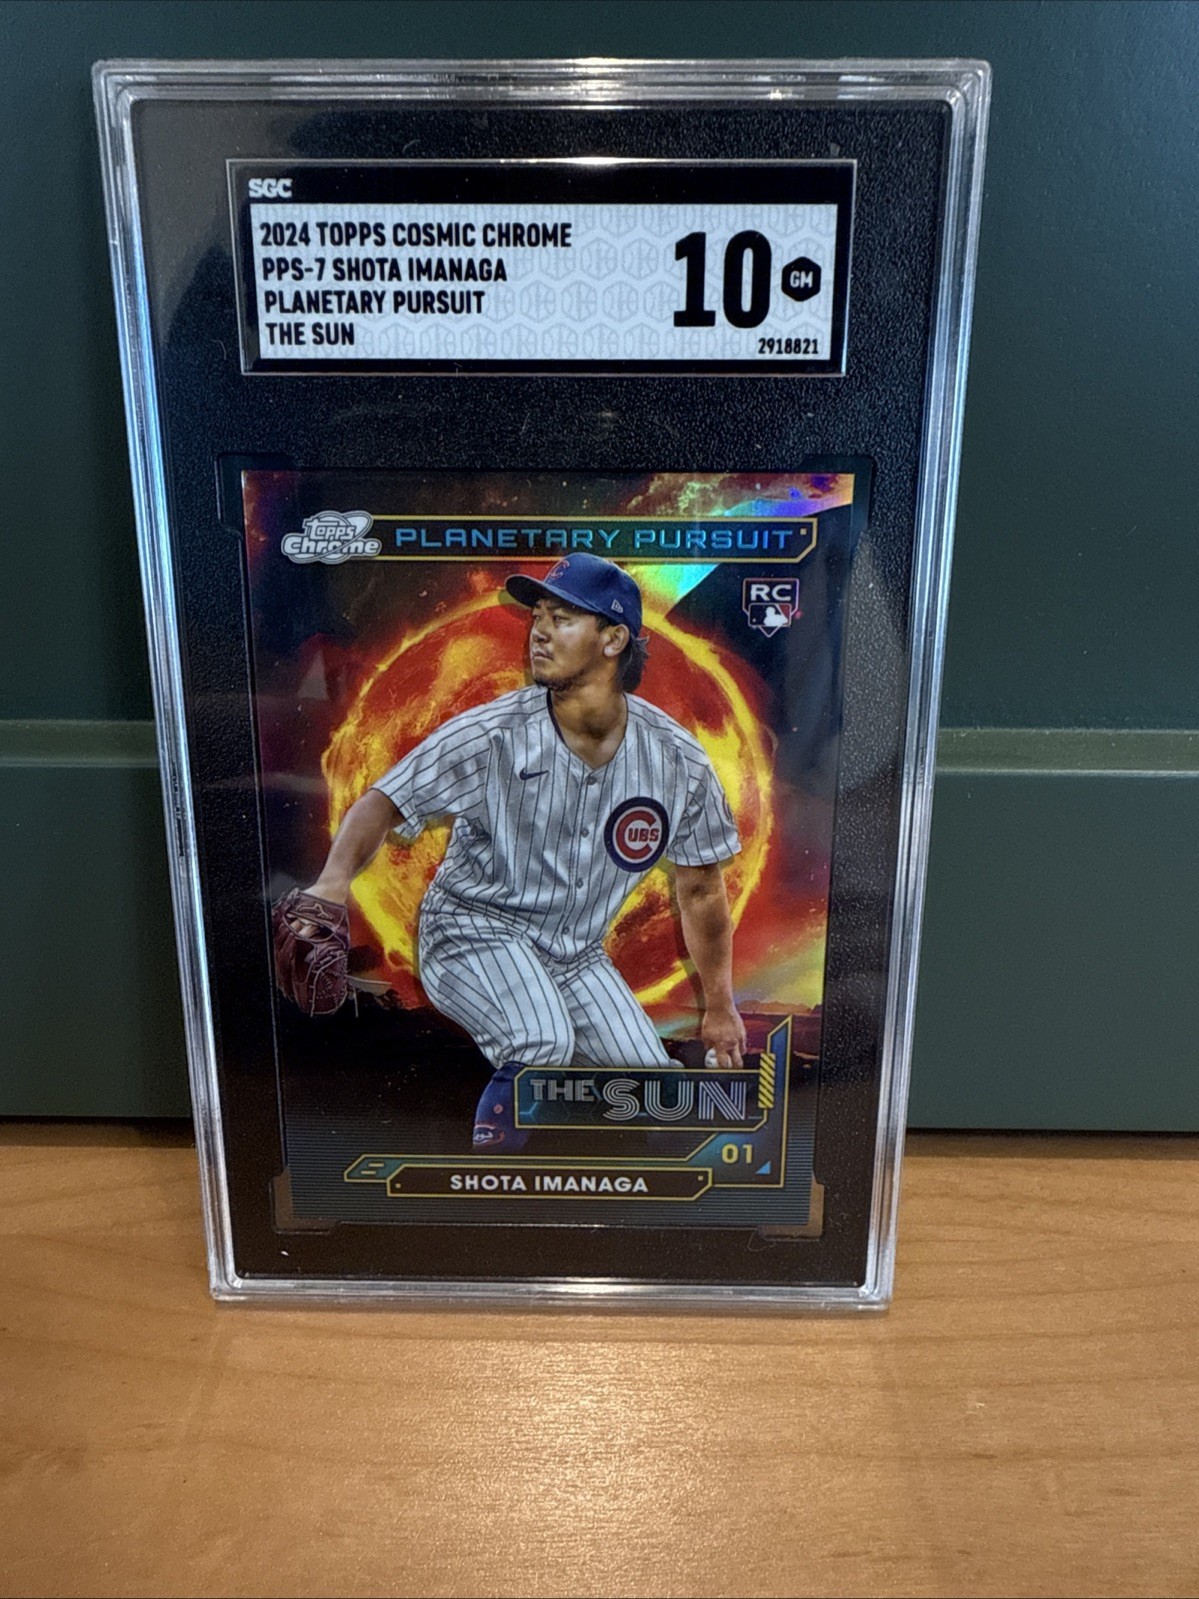 SGC
2024 TOPPS COSMIC CHROME
PPS-7 SHOTA IMANAGA
PLANETARY PURSUIT
THE SUN
10 GM
2918821
Topps
Chrome
PLANETARY PURSUIT
RC
C
CUBS
THE SUN
01
SHOTA IMANAGA